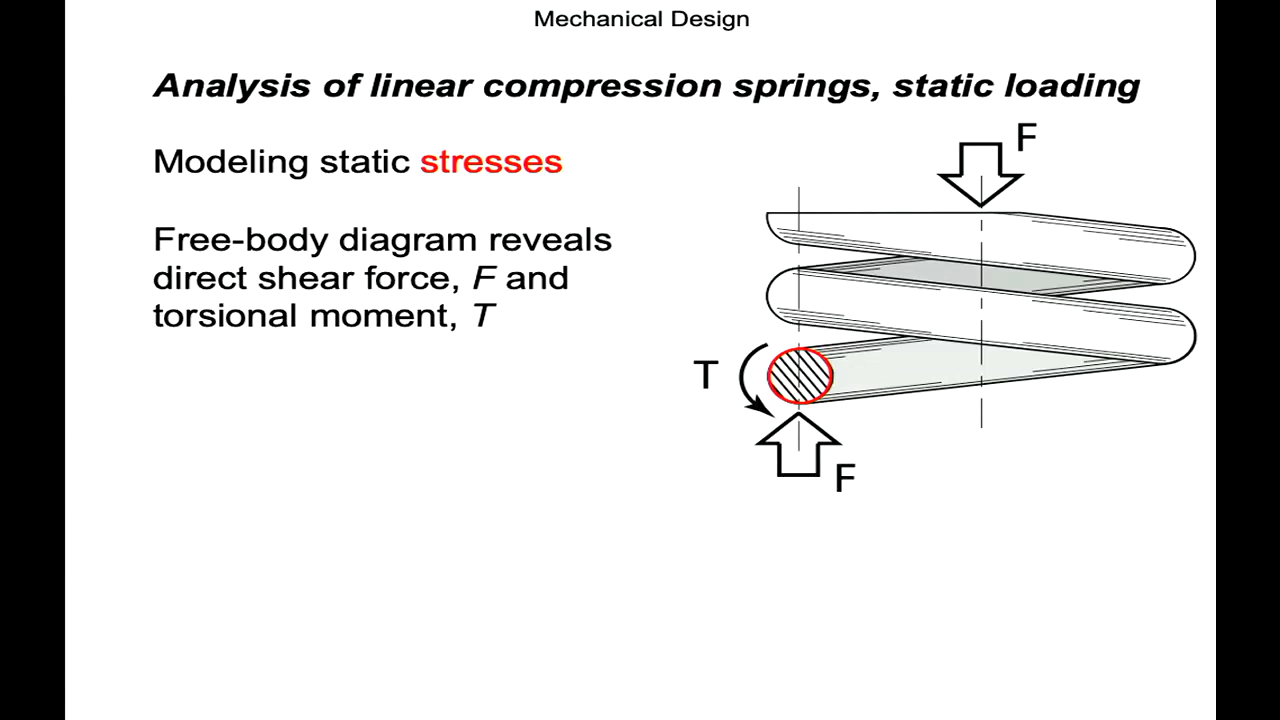 Mechanical Design
Analysis of linear compression springs, static loading
Modeling static stresses
Free-body diagram reveals
direct shear force, F and
torsional moment, T
F
T
F